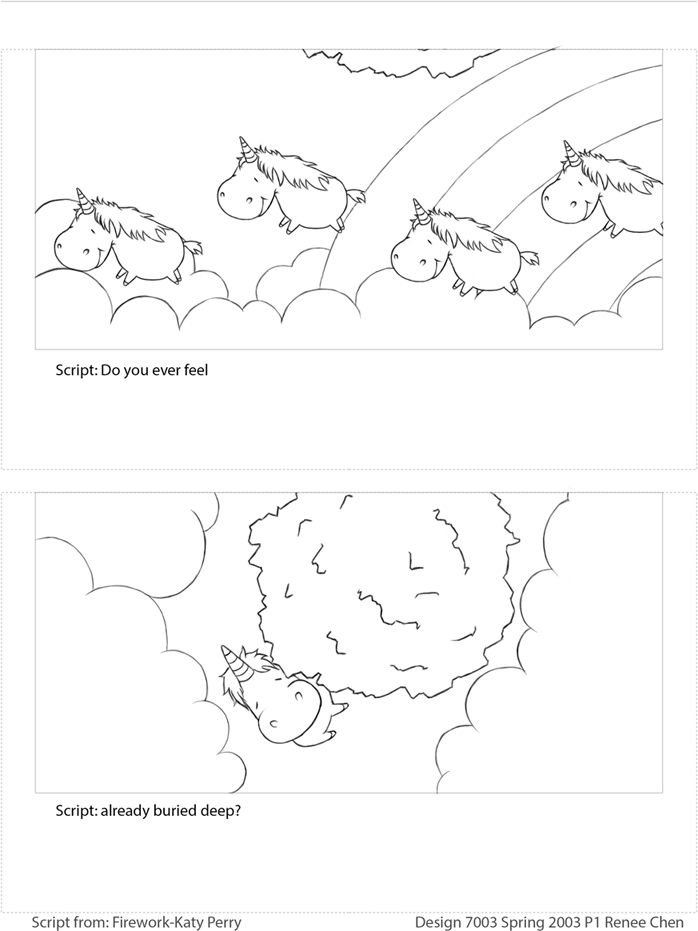 Script: Do you ever feel
Script: already buried deep?
Script from: Firework-Katy Perry
Design 7003 Spring 2003 P1 Renee Chen